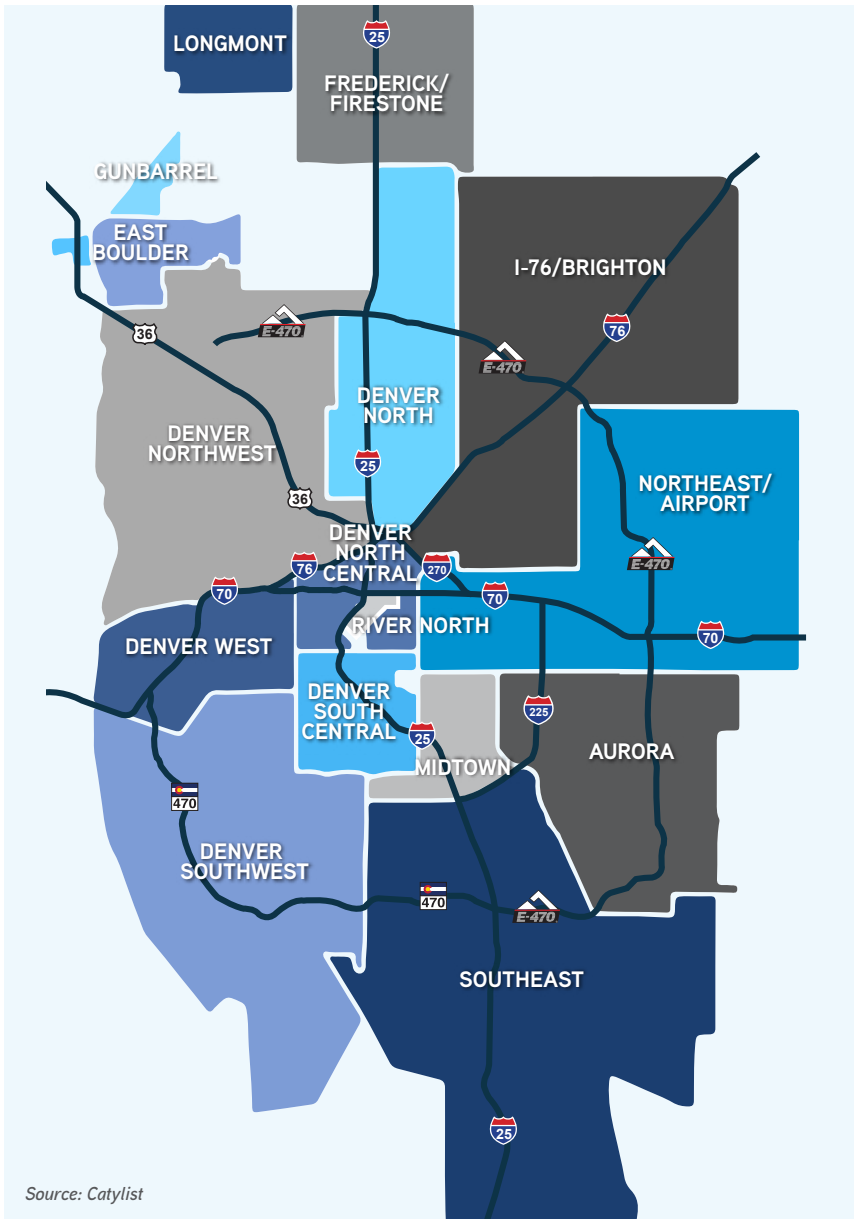 LONGMONT
25
FREDERICK/
FIRESTONE
GUNBARREL
EAST
BOULDER
I-76/BRIGHTON
36
E-470
76
E-470
DENVER
NORTH
DENVER
NORTHWEST
25
NORTHEAST/
AIRPORT
36
DENVER
NORTH
CENTRAL
E-470
76
270
70
70
RIVER NORTH
70
DENVER WEST
DENVER
SOUTH
CENTRAL
225
25
AURORA
MIDTOWN
470
DENVER
SOUTHWEST
470
E-470
SOUTHEAST
25
Source: Catylist